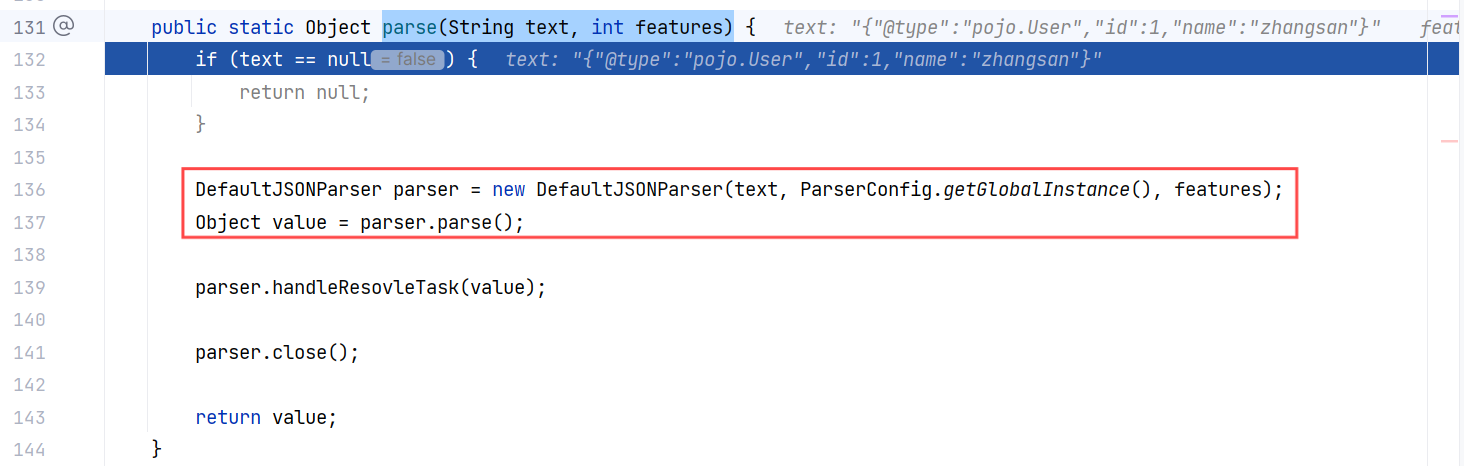 131 @ public static Object parse(String text, int features) { text: "{"@type":"pojo.User","id":1,"name":"zhangsan"}" feat
132 if (text == null = false ) { text: "{"@type":"pojo.User","id":1,"name":"zhangsan"}"
133 return null;
134 }
135
136 DefaultJSONParser parser = new DefaultJSONParser(text, ParserConfig.getGlobalInstance(), features);
137 Object value = parser.parse();
138
139 parser.handleResovleTask(value);
140
141 parser.close();
142
143 return value;
144 }